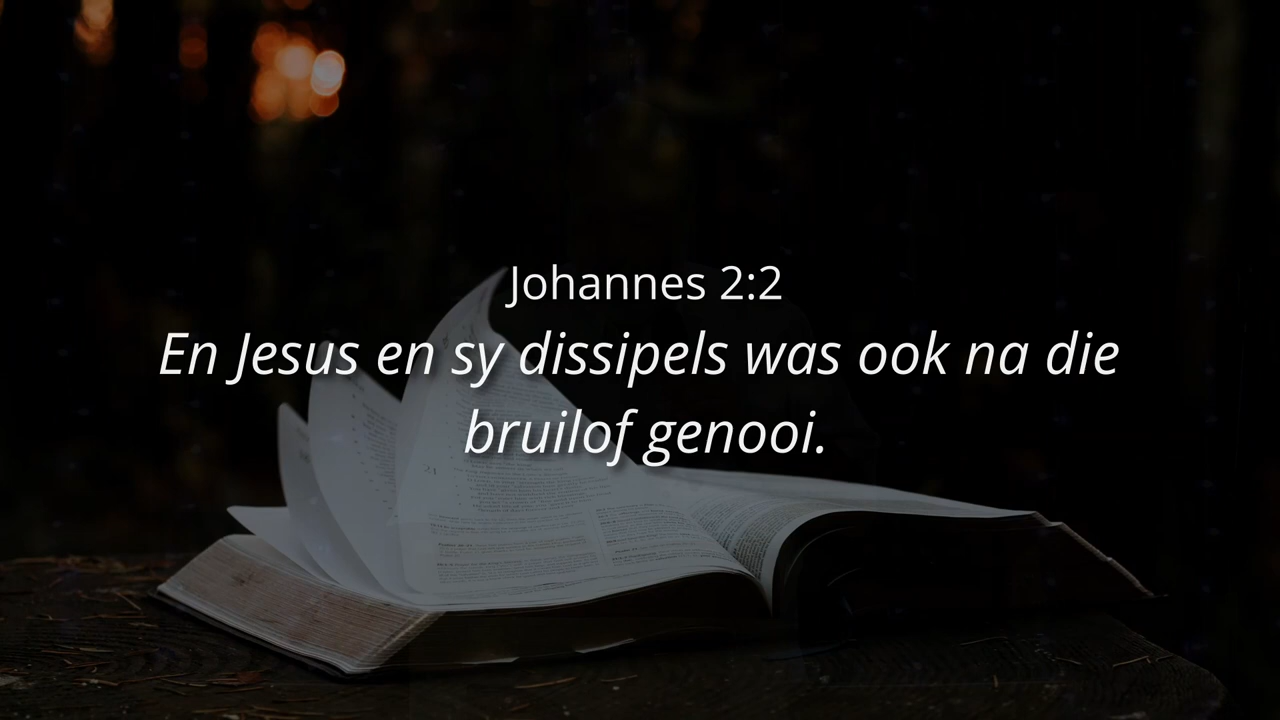 Johannes 2:2
En Jesus en sy dissipels was ook na die
bruilof genooi.